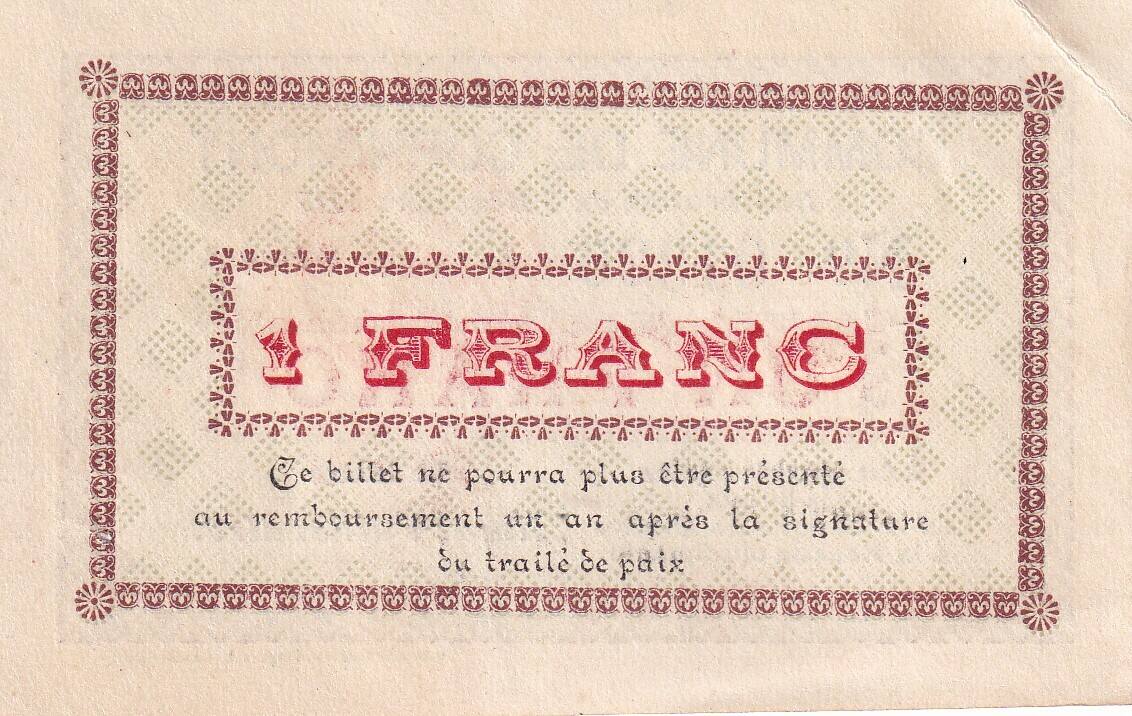 1 FRANC
Ce billet ne pourra plus être présenté
au remboursement un an après la signature
du traité de paix